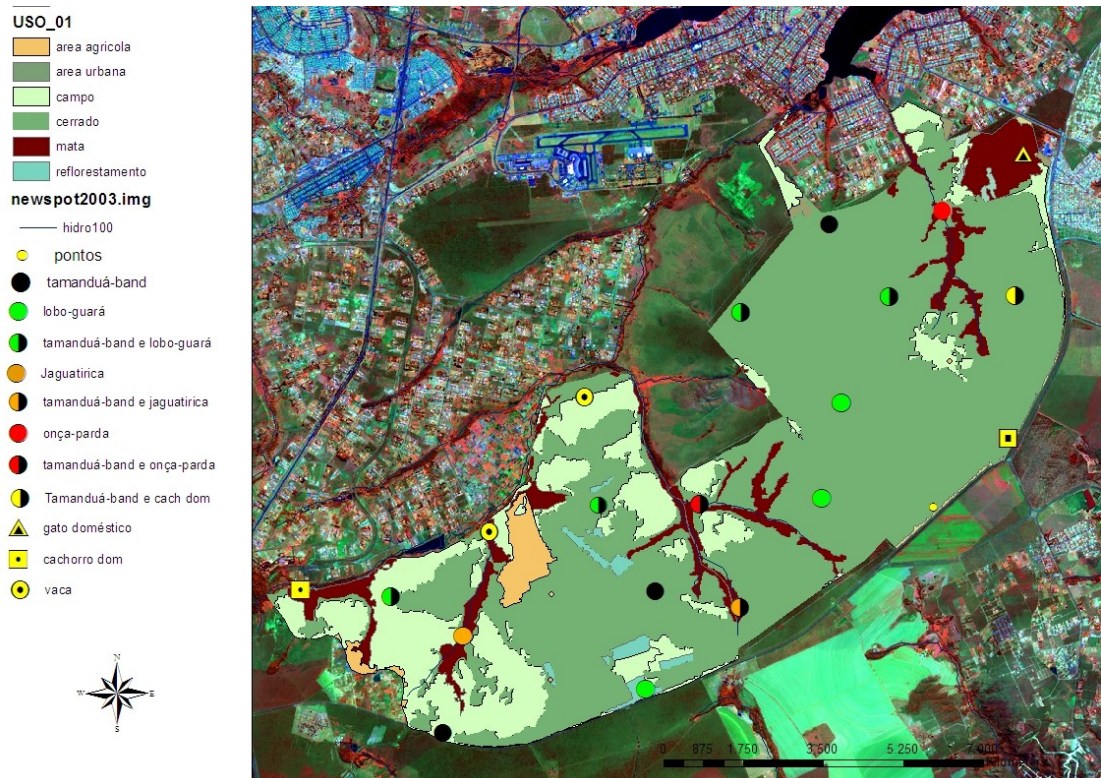 USO_01
area agricola
area urbana
campo
cerrado
mata
reflorestamento
newspot2003.img
hidro100
pontos
tamanduá-band
lobo-guará
tamanduá-band e lobo-guará
Jaguatirica
tamanduá-band e jaguatirica
onça-parda
tamanduá-band e onça-parda
Tamanduá-band e cach dom
gato doméstico
cachorro dom
vaca
N
W E
S
0 875 1.750 3.500 5.250 7.000